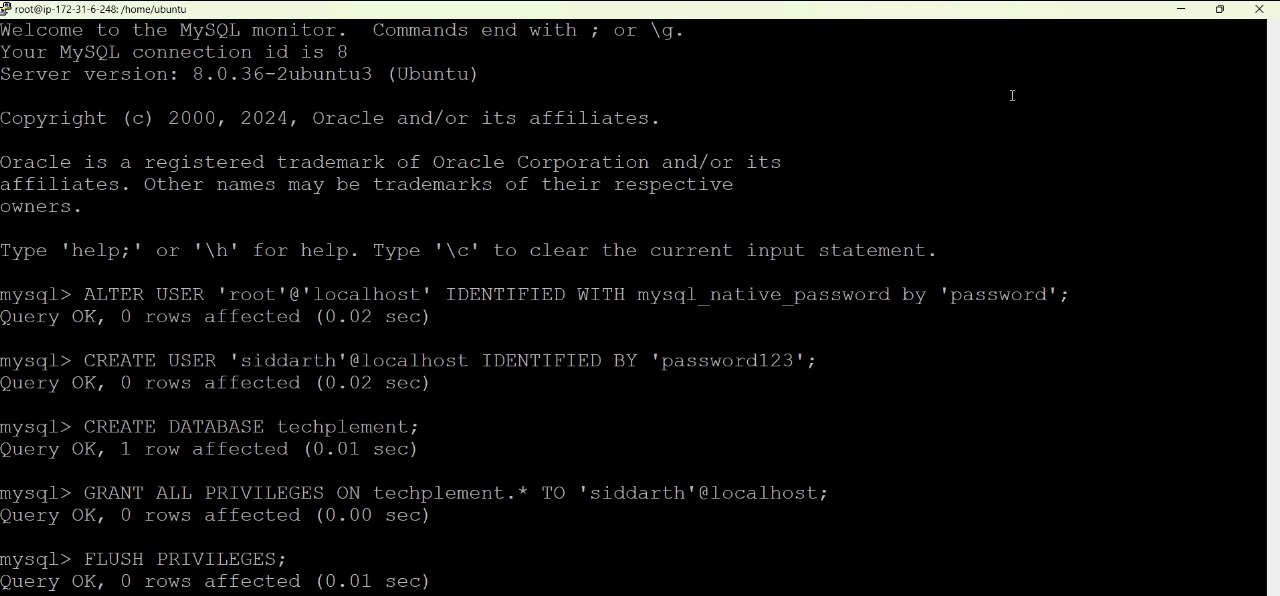 root@ip-172-31-6-248: /home/ubuntu
Welcome to the MySQL monitor.  Commands end with ; or \g.
Your MySQL connection id is 8
Server version: 8.0.36-2ubuntu3 (Ubuntu)
Copyright (c) 2000, 2024, Oracle and/or its affiliates.
Oracle is a registered trademark of Oracle Corporation and/or its
affiliates. Other names may be trademarks of their respective
owners.
Type 'help;' or '\h' for help. Type '\c' to clear the current input statement.
mysql> ALTER USER 'root'@'localhost' IDENTIFIED WITH mysql_native_password by 'password';
Query OK, 0 rows affected (0.02 sec)
mysql> CREATE USER 'siddarth'@localhost IDENTIFIED BY 'password123';
Query OK, 0 rows affected (0.02 sec)
mysql> CREATE DATABASE techplement;
Query OK, 1 row affected (0.01 sec)
mysql> GRANT ALL PRIVILEGES ON techplement.* TO 'siddarth'@localhost;
Query OK, 0 rows affected (0.00 sec)
mysql> FLUSH PRIVILEGES;
Query OK, 0 rows affected (0.01 sec)